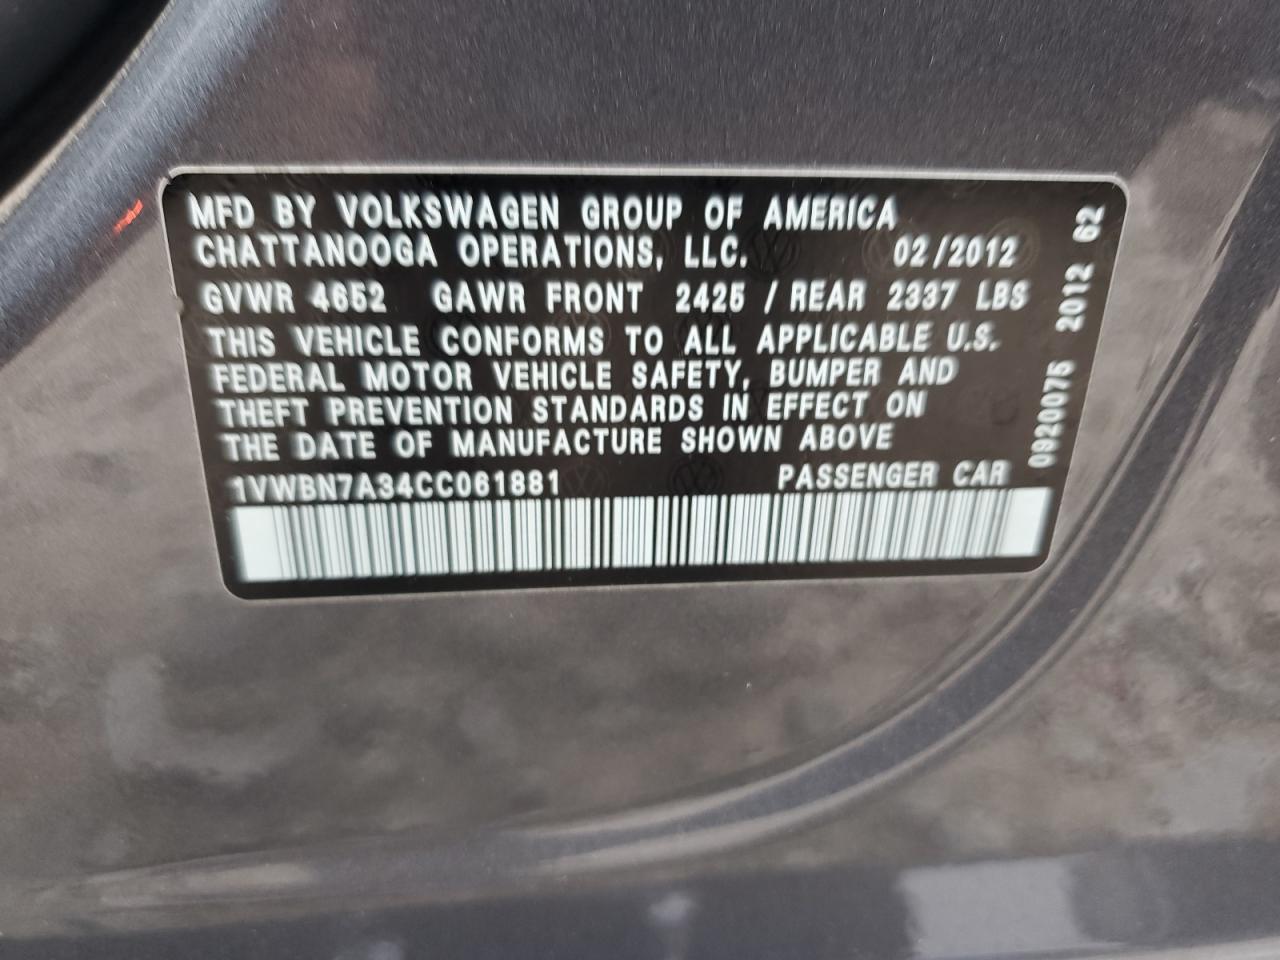 MFD BY VOLKSWAGEN GROUP OF AMERICA
CHATTANOOGA OPERATIONS, LLC. 02/2012
GVWR 4652 GAWR FRONT 2425 / REAR 2337 LBS
THIS VEHICLE CONFORMS TO ALL APPLICABLE U.S.
FEDERAL MOTOR VEHICLE SAFETY, BUMPER AND
THEFT PREVENTION STANDARDS IN EFFECT ON
THE DATE OF MANUFACTURE SHOWN ABOVE
1VWBN7A34CC061881 PASSENGER CAR
0920075 2012 62